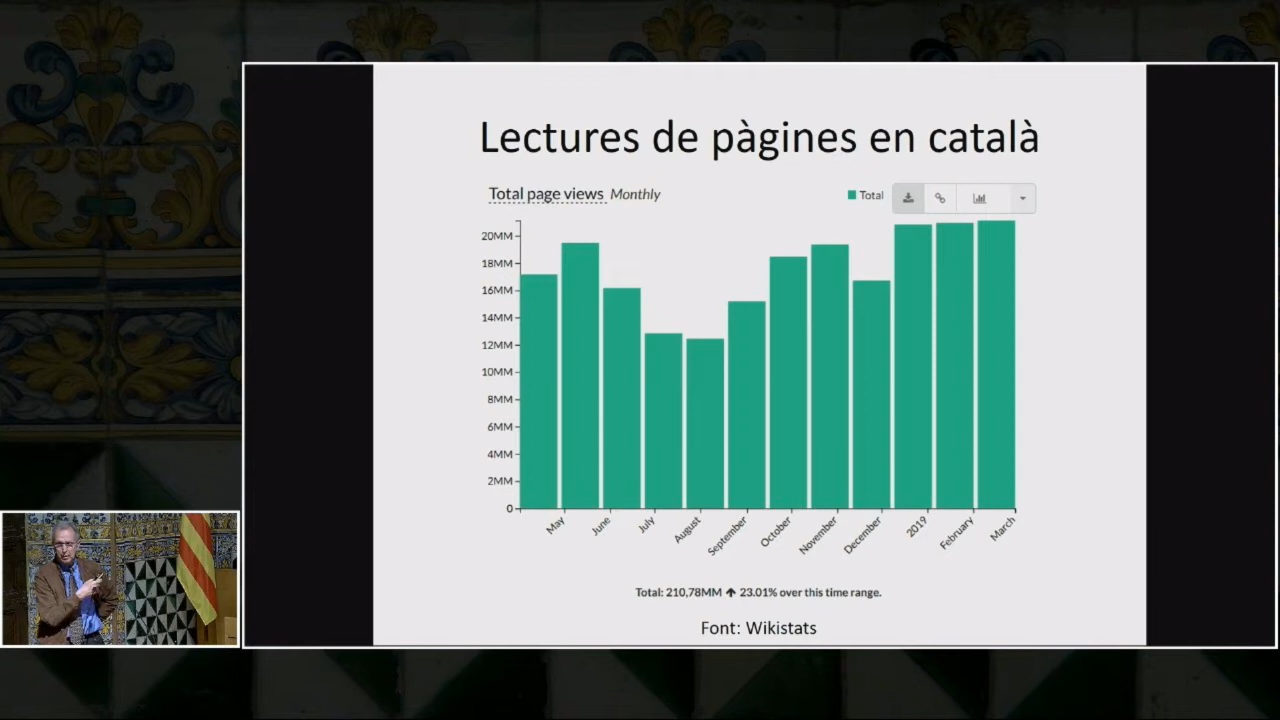 Lectures de pàgines en català
Total page views Monthly
Total
20MM
18MM
16MM
14MM
12MM
10MM
8MM
6MM
4MM
2MM
0
May
June
July
August
September
October
November
December
2019
February
March
Total: 210,78MM 🡅 23.01% over this time range.
Font: Wikistats